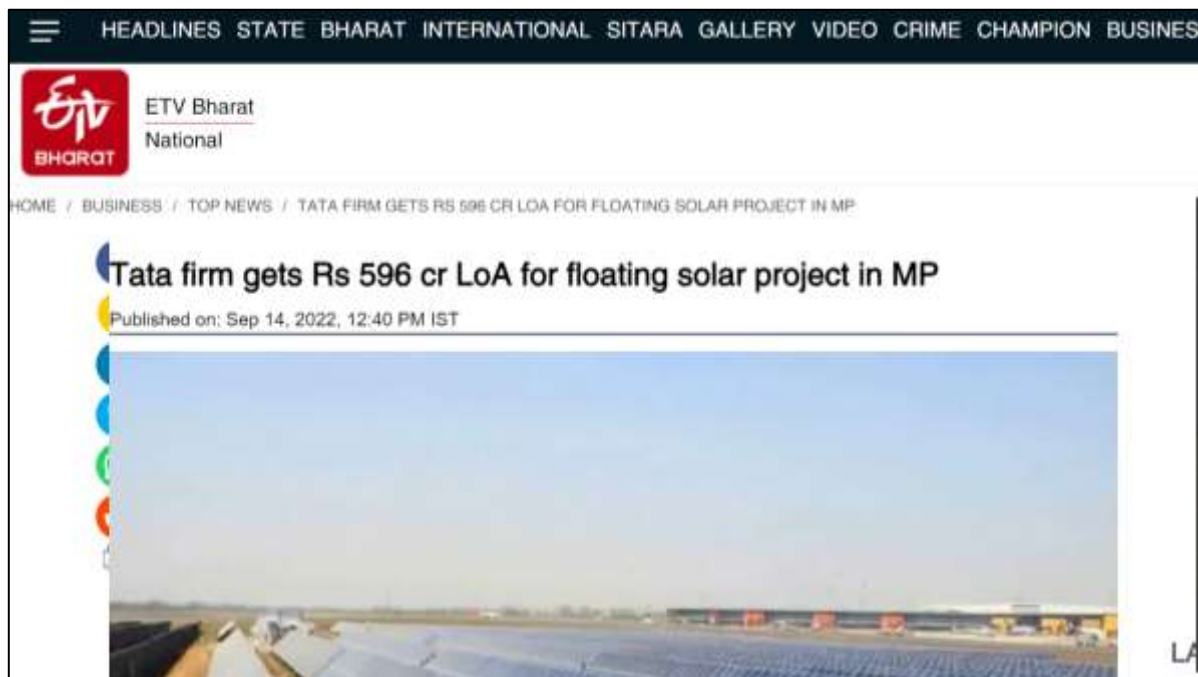 HEADLINES STATE BHARAT INTERNATIONAL SITARA GALLERY VIDEO CRIME CHAMPION BUSINES
ETV
BHARAT
ETV Bharat
National
HOME / BUSINESS / TOP NEWS / TATA FIRM GETS RS 596 CR LOA FOR FLOATING SOLAR PROJECT IN MP
Tata firm gets Rs 596 cr LoA for floating solar project in MP
Published on: Sep 14, 2022, 12:40 PM IST
LA